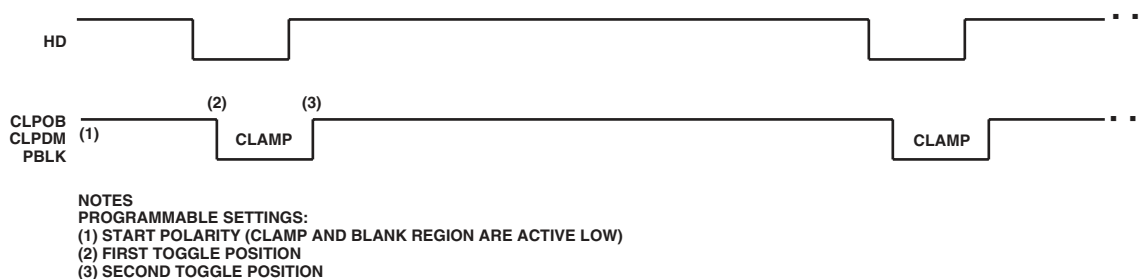 HD
(2) (3)
CLPOB
CLPDM (1) CLAMP CLAMP
PBLK
NOTES
PROGRAMMABLE SETTINGS:
(1) START POLARITY (CLAMP AND BLANK REGION ARE ACTIVE LOW)
(2) FIRST TOGGLE POSITION
(3) SECOND TOGGLE POSITION